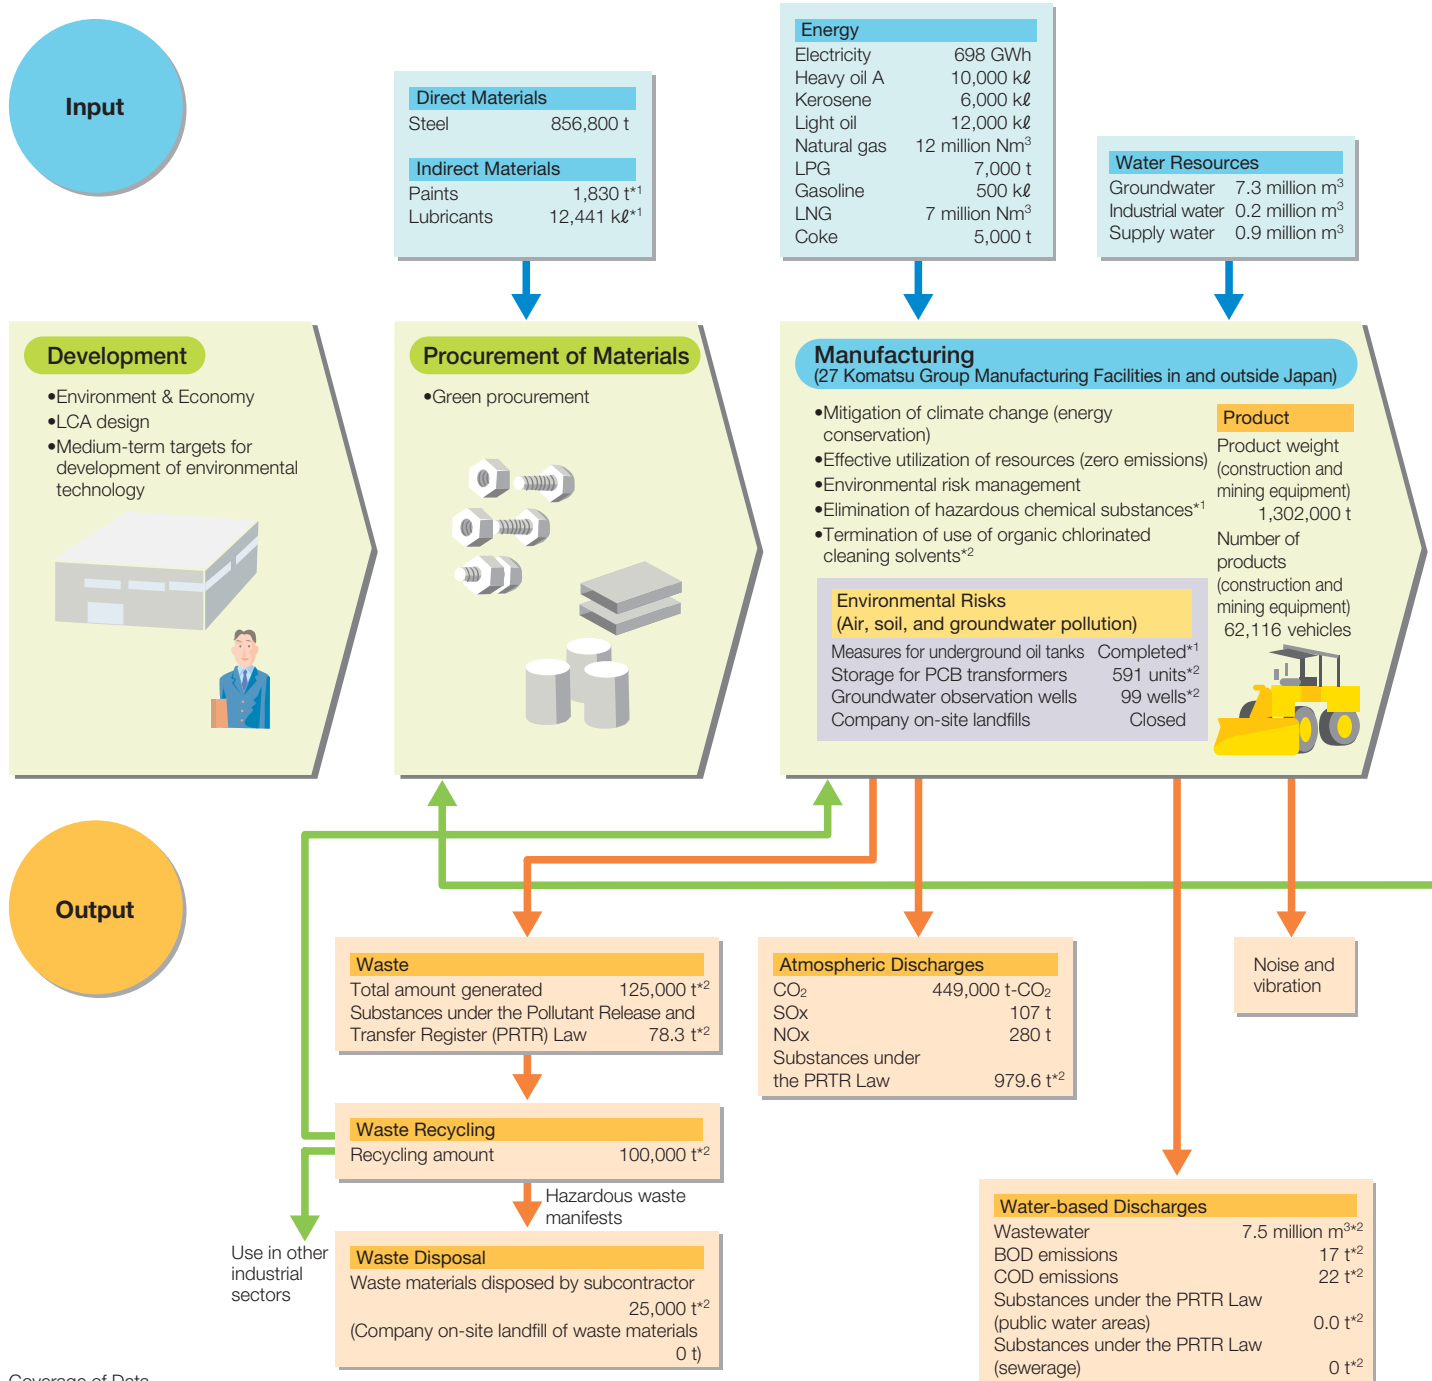 Input
Direct Materials
Steel 856,800 t
Indirect Materials
Paints 1,830 t*1
Lubricants 12,441 kℓ*1
Energy
Electricity 698 GWh
Heavy oil A 10,000 kℓ
Kerosene 6,000 kℓ
Light oil 12,000 kℓ
Natural gas 12 million Nm3
LPG 7,000 t
Gasoline 500 kℓ
LNG 7 million Nm3
Coke 5,000 t
Water Resources
Groundwater 7.3 million m3
Industrial water 0.2 million m3
Supply water 0.9 million m3
Development
•Environment & Economy
•LCA design
•Medium-term targets for
development of environmental
technology
Procurement of Materials
•Green procurement
Manufacturing
(27 Komatsu Group Manufacturing Facilities in and outside Japan)
•Mitigation of climate change (energy
conservation)
•Effective utilization of resources (zero emissions)
•Environmental risk management
•Elimination of hazardous chemical substances*1
•Termination of use of organic chlorinated
cleaning solvents*2
Product
Product weight
(construction and
mining equipment)
1,302,000 t
Number of
products
(construction and
mining equipment)
62,116 vehicles
Environmental Risks
(Air, soil, and groundwater pollution)
Measures for underground oil tanks Completed*1
Storage for PCB transformers 591 units*2
Groundwater observation wells 99 wells*2
Company on-site landfills Closed
Output
Waste
Total amount generated 125,000 t*2
Substances under the Pollutant Release and
Transfer Register (PRTR) Law 78.3 t*2
Atmospheric Discharges
CO2 449,000 t-CO2
SOx 107 t
NOx 280 t
Substances under
the PRTR Law 979.6 t*2
Noise and
vibration
Waste Recycling
Recycling amount 100,000 t*2
Hazardous waste
manifests
Use in other
industrial
sectors
Waste Disposal
Waste materials disposed by subcontractor
25,000 t*2
(Company on-site landfill of waste materials
0 t)
Water-based Discharges
Wastewater 7.5 million m3*2
BOD emissions 17 t*2
COD emissions 22 t*2
Substances under the PRTR Law
(public water areas) 0.0 t*2
Substances under the PRTR Law
(sewerage) 0 t*2
Coverage of Data